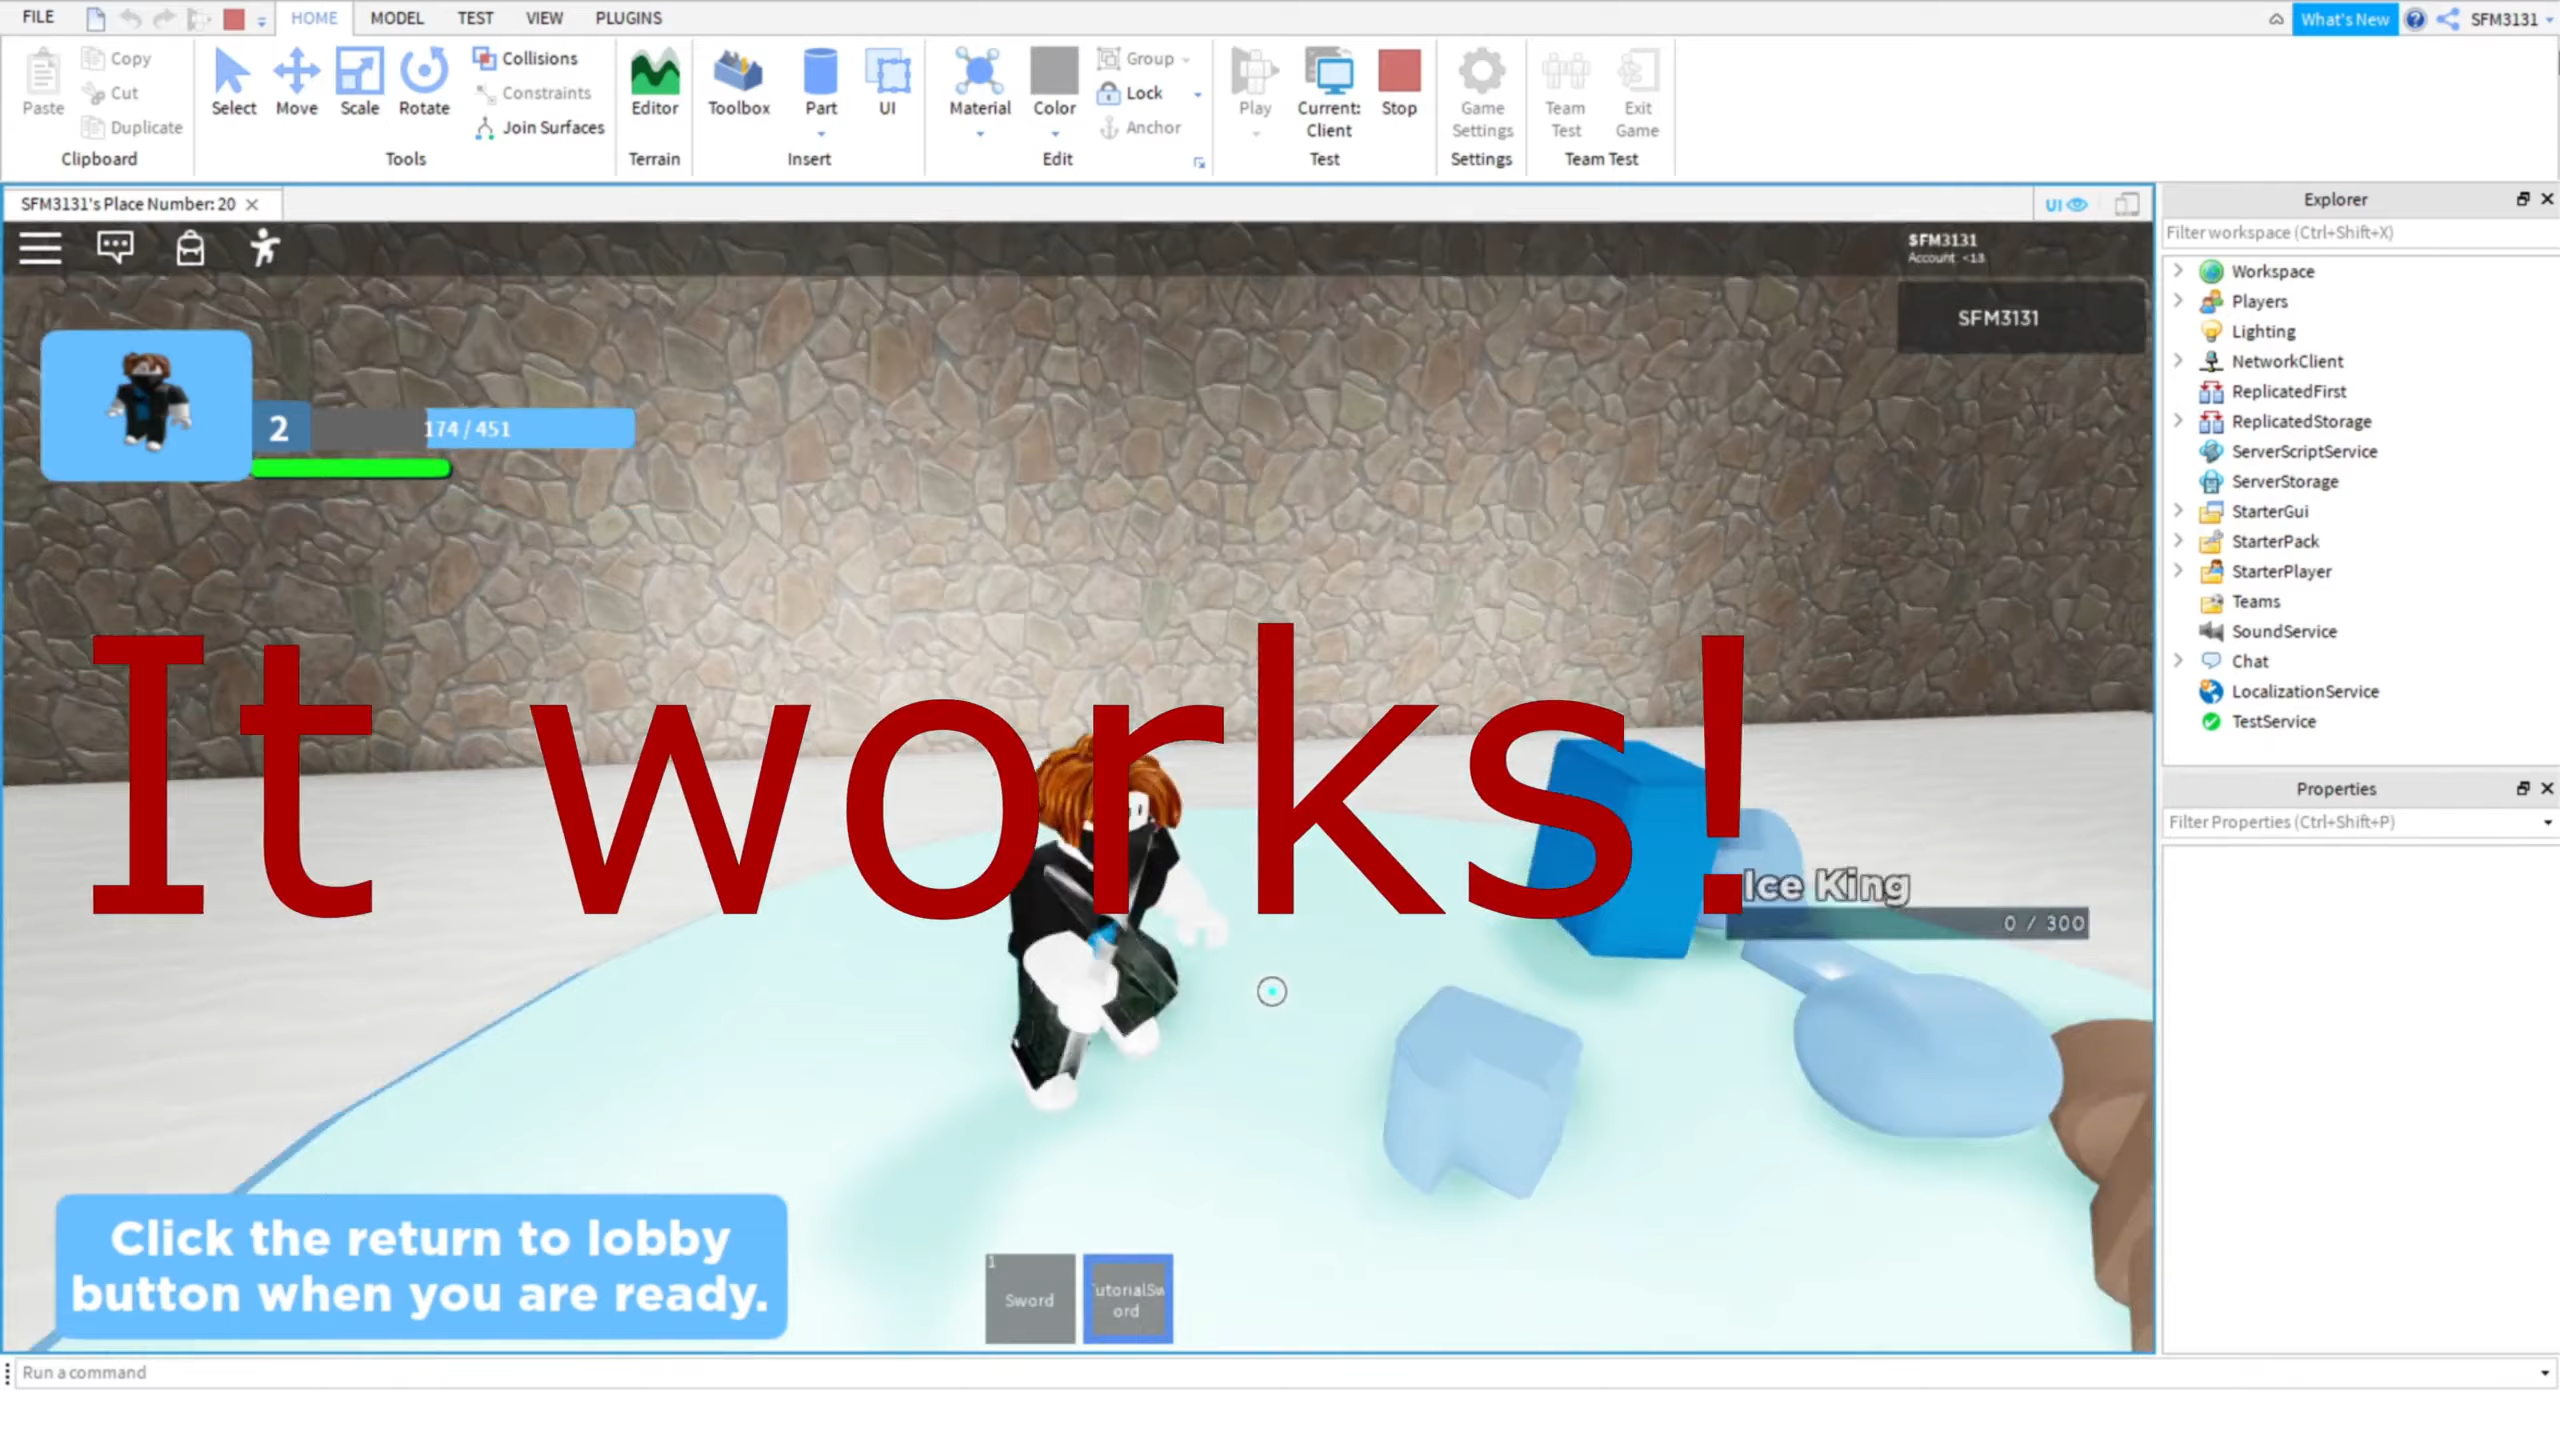 FILE HOME MODEL TEST VIEW PLUGINS What's New SFM3131
Paste Copy Cut Duplicate
Clipboard
Select Move Scale Rotate Collisions Constraints Join Surfaces
Tools
Editor
Terrain
Toolbox Part UI
Insert
Material Color Group Lock Anchor
Edit
Play Current: Client Stop
Test
Game Settings
Settings
Team Test Exit Game
Team Test
SFM3131's Place Number: 20
UI
SFM3131
Account <13
SFM3131
2
174 / 451
It works!
Ice King
0 / 300
Click the return to lobby
button when you are ready.
1
Sword
utorialSw
ord
Run a command
Explorer
Filter workspace (Ctrl+Shift+X)
Workspace
Players
Lighting
NetworkClient
ReplicatedFirst
ReplicatedStorage
ServerScriptService
ServerStorage
StarterGui
StarterPack
StarterPlayer
Teams
SoundService
Chat
LocalizationService
TestService
Properties
Filter Properties (Ctrl+Shift+P)